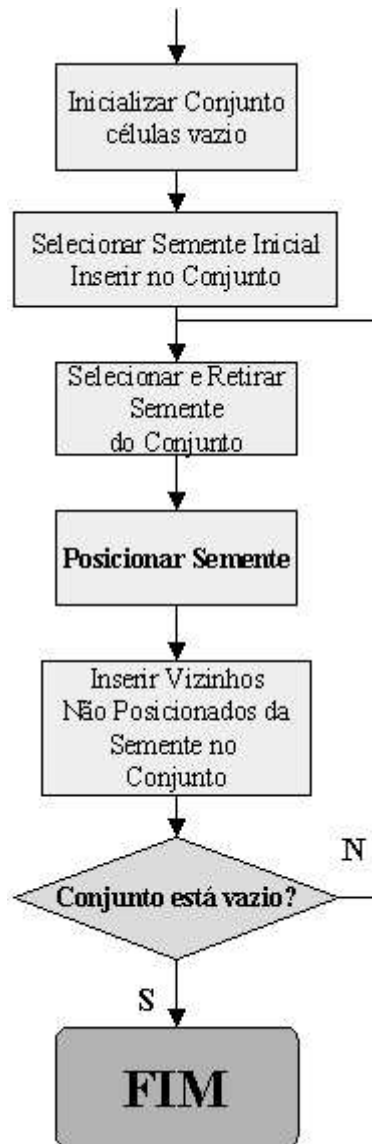 Inicializar Conjunto
células vazio
Selecionar Semente Inicial
Inserir no Conjunto
Selecionar e Retirar
Semente
do Conjunto
Posicionar Semente
Inserir Vizinhos
Não Posicionados da
Semente no
Conjunto
N
Conjunto está vazio?
S
FIM